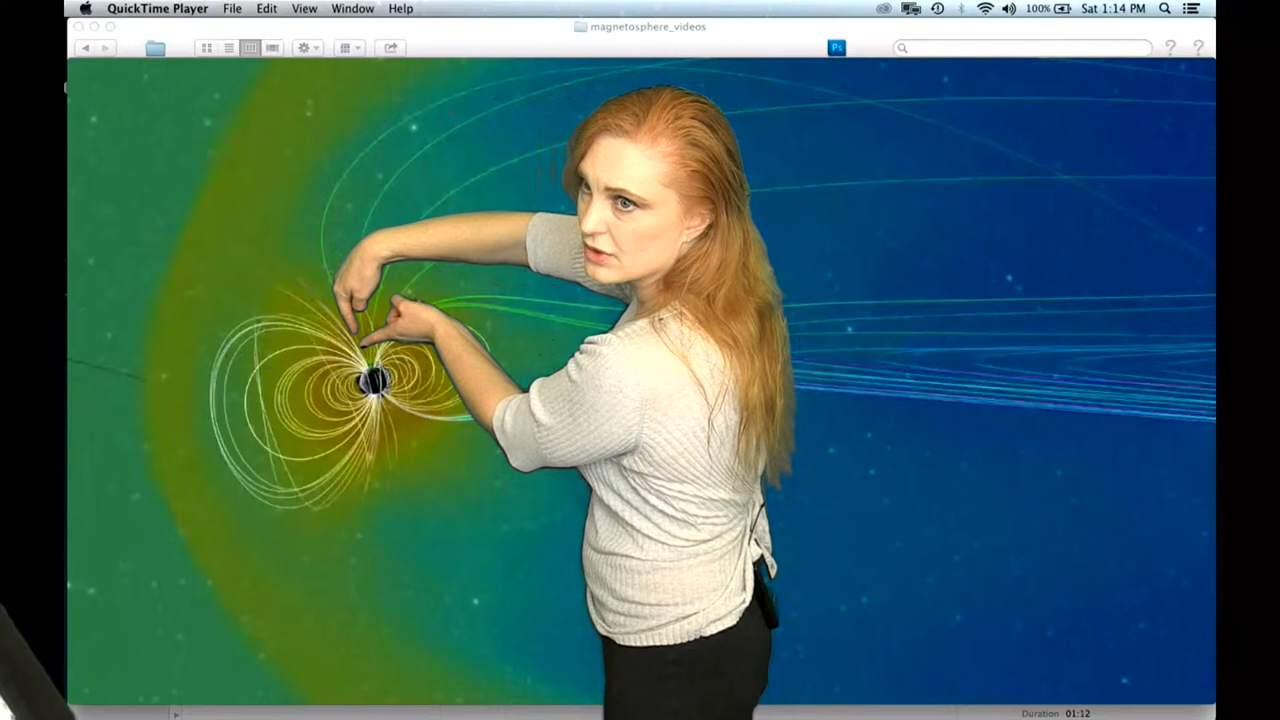 QuickTime Player File Edit View Window Help 100% Sat 1:14 PM
magnetosphere_videos
Ps
Duration 01:12